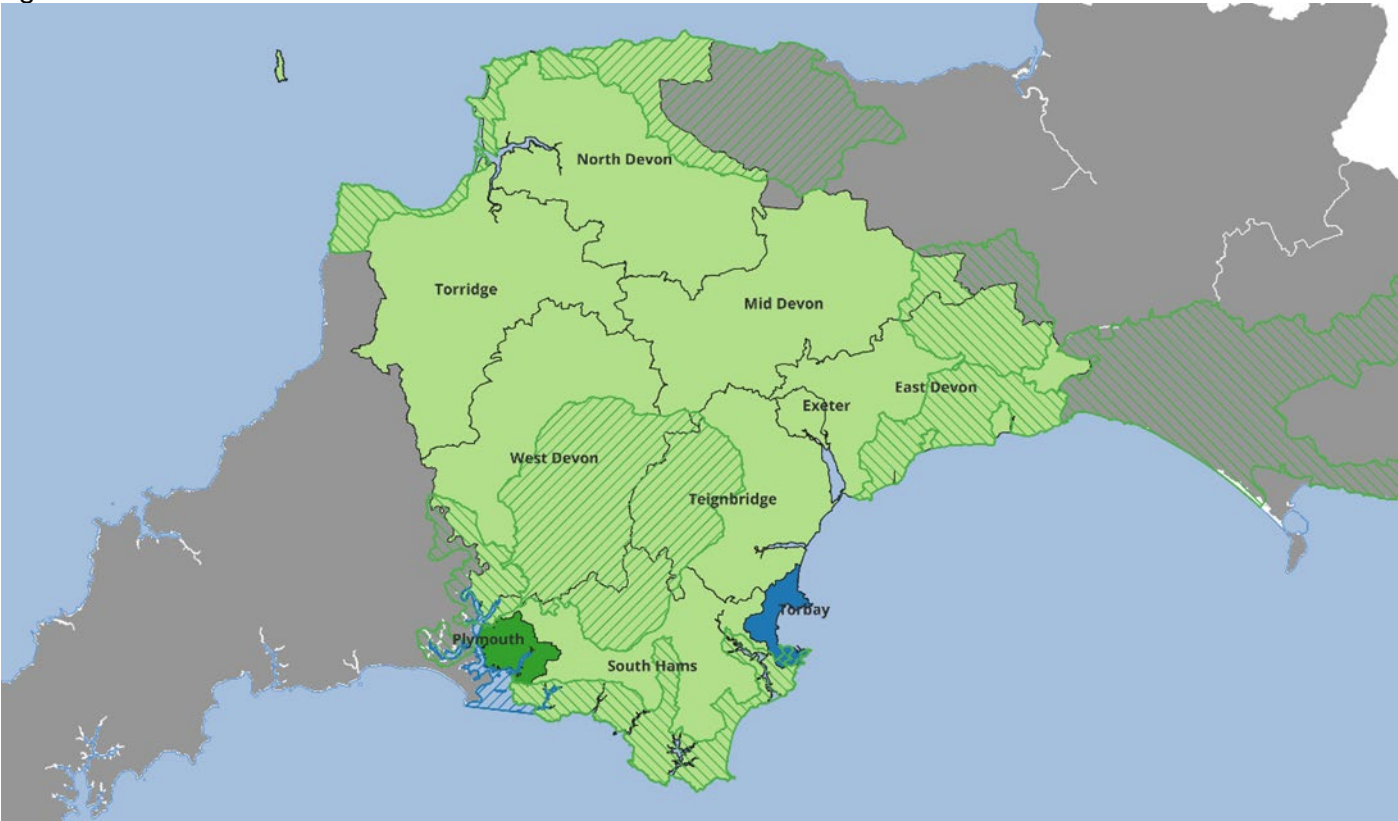 North Devon
Torridge
Mid Devon
East Devon
Exeter
West Devon
Teignbridge
Torbay
Plymouth
South Hams